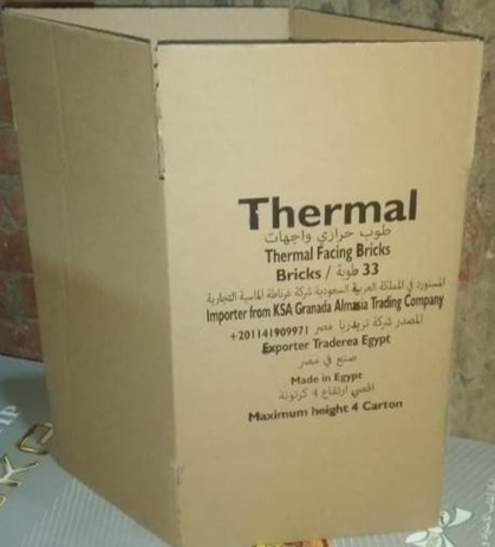 Thermal
طوب حراري واجهات
Thermal Facing Bricks
Bricks / طوبة 33
المستورد في المملكة العربية السعودية شركة غرناطة الماسية التجارية
Importer from KSA Granada Almasia Trading Company
+201141909971 المصدر شركة تريدريا مصر
Exporter Traderea Egypt
صنع في مصر
Made in Egypt
اقصي ارتفاع 4 كرتونة
Maximum height 4 Carton